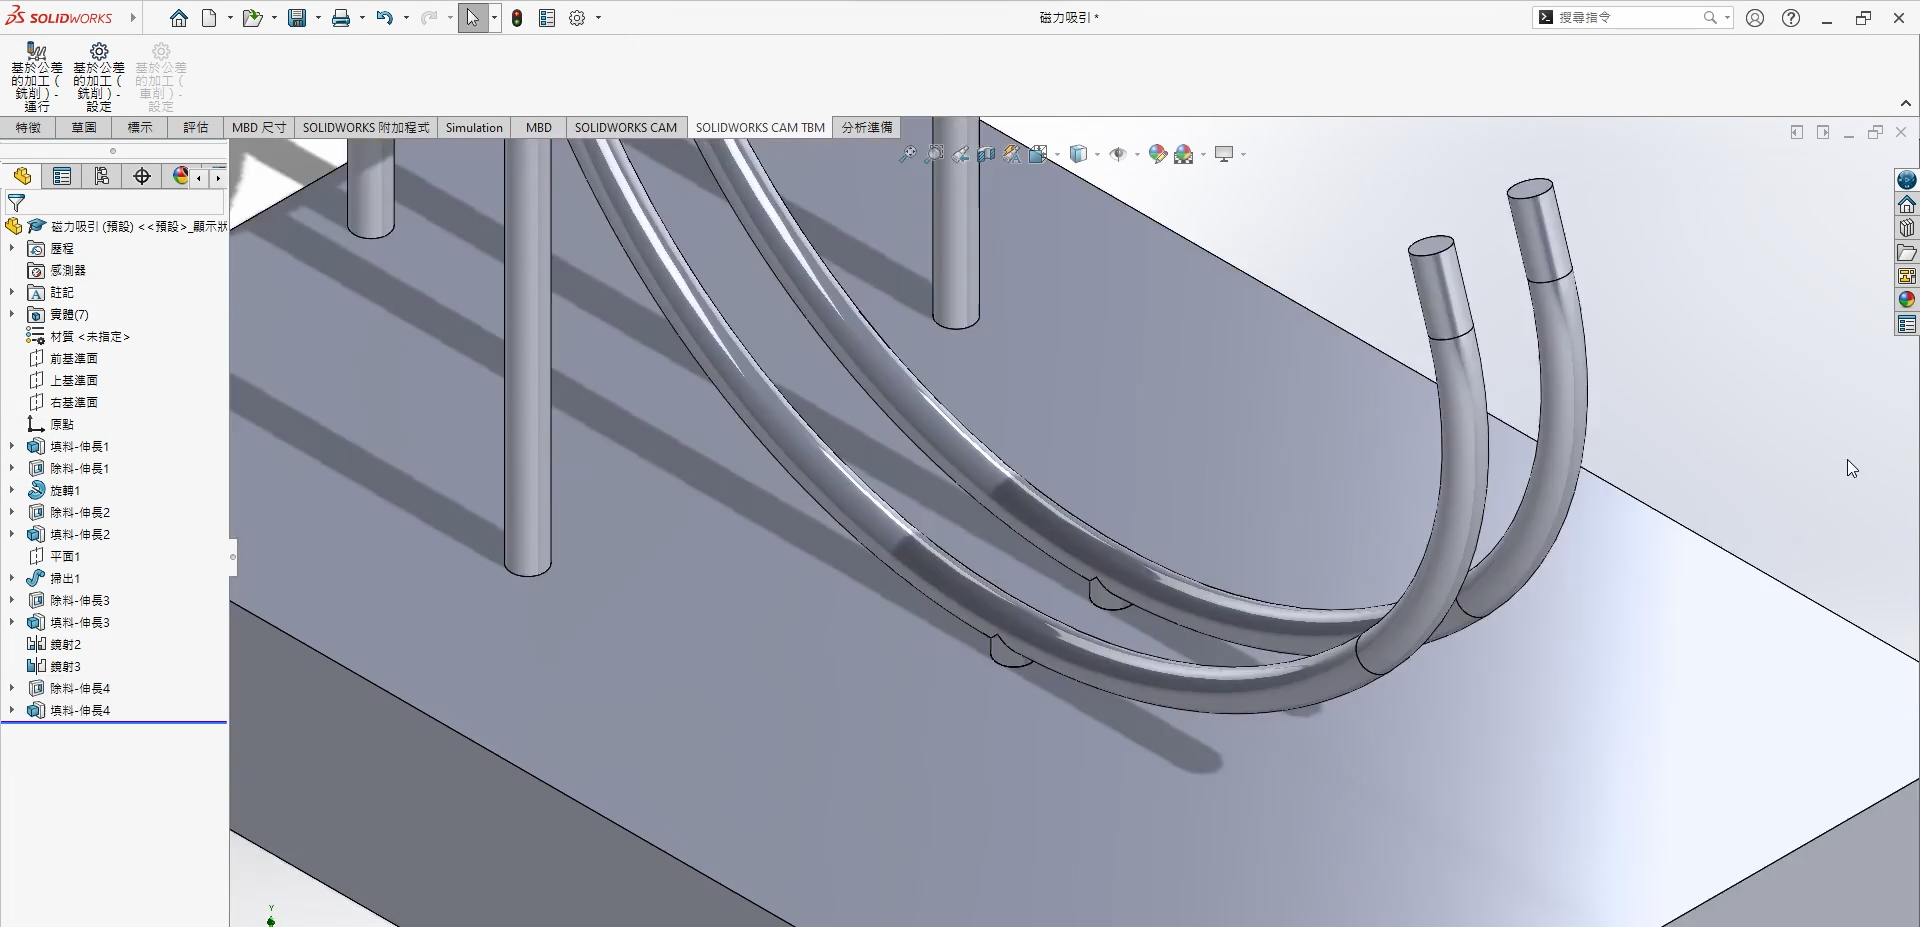 SOLIDWORKS
磁力吸引 *
搜尋指令
基於公差
的加工 (
銑削) -
運行
基於公差
的加工 (
銑削) -
設定
基於公差
的加工 (
車削) -
設定
特徵 草圖 標示 評估 MBD 尺寸 SOLIDWORKS 附加程式 Simulation MBD SOLIDWORKS CAM SOLIDWORKS CAM TBM 分析準備
磁力吸引 (預設) <<預設>_顯示狀
歷程
感測器
註記
實體(7)
材質 <未指定>
前基準面
上基準面
右基準面
原點
填料-伸長1
除料-伸長1
旋轉1
除料-伸長2
填料-伸長2
平面1
掃出1
除料-伸長3
填料-伸長3
鏡射2
鏡射3
除料-伸長4
填料-伸長4
Y